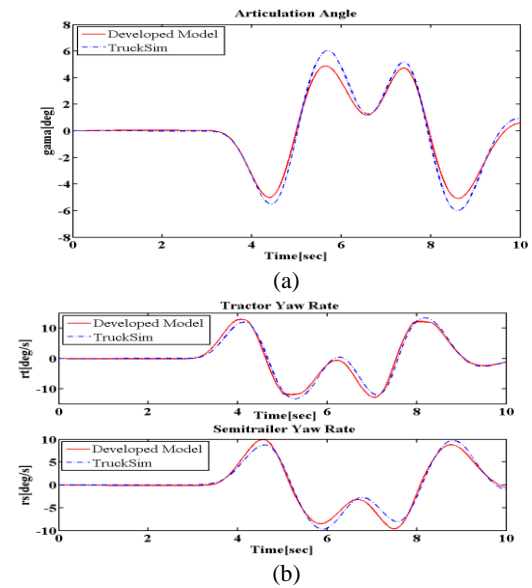 Articulation Angle
Developed Model
TruckSim
gama[deg]
8
6
4
2
0
-2
-4
-6
-8
0 2 4 6 8 10
Time[sec]
(a)
Tractor Yaw Rate
Developed Model
TruckSim
rt[deg/s]
10
0
-10
0 2 4 6 8 10
Time[sec]
Semitrailer Yaw Rate
Developed Model
TruckSim
rs[deg/s]
10
5
0
-5
-10
0 2 4 6 8 10
Time[sec]
(b)